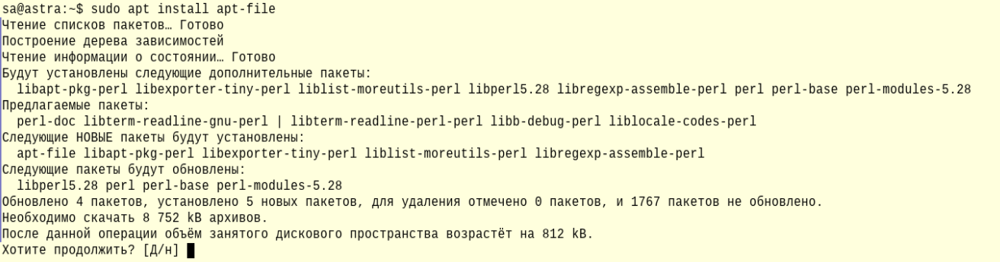 sa@astra:~$ sudo apt install apt-file
Чтение списков пакетов… Готово
Построение дерева зависимостей
Чтение информации о состоянии… Готово
Будут установлены следующие дополнительные пакеты:
  libapt-pkg-perl libexporter-tiny-perl liblist-moreutils-perl libperl5.28 libregexp-assemble-perl perl perl-base perl-modules-5.28
Предлагаемые пакеты:
  perl-doc libterm-readline-gnu-perl | libterm-readline-perl-perl libb-debug-perl liblocale-codes-perl
Следующие НОВЫЕ пакеты будут установлены:
  apt-file libapt-pkg-perl libexporter-tiny-perl liblist-moreutils-perl libregexp-assemble-perl
Следующие пакеты будут обновлены:
  libperl5.28 perl perl-base perl-modules-5.28
Обновлено 4 пакетов, установлено 5 новых пакетов, для удаления отмечено 0 пакетов, и 1767 пакетов не обновлено.
Необходимо скачать 8 752 kB архивов.
После данной операции объём занятого дискового пространства возрастёт на 812 kB.
Хотите продолжить? [Д/н]